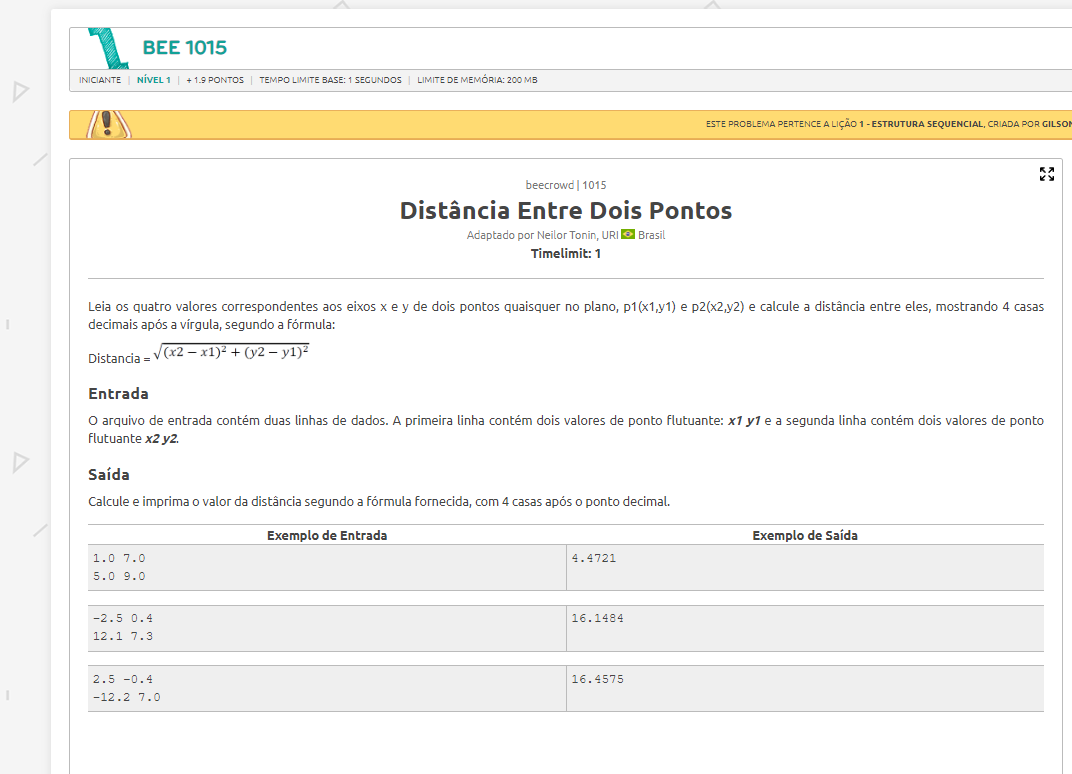 BEE 1015
INICIANTE | NÍVEL 1 | + 1.9 PONTOS | TEMPO LIMITE BASE: 1 SEGUNDOS | LIMITE DE MEMÓRIA: 200 MB
ESTE PROBLEMA PERTENCE A LIÇÃO 1 - ESTRUTURA SEQUENCIAL, CRIADA POR GILSON
beecrowd | 1015
Distância Entre Dois Pontos
Adaptado por Neilor Tonin, URI Brasil
Timelimit: 1
Leia os quatro valores correspondentes aos eixos x e y de dois pontos quaisquer no plano, p1(x1,y1) e p2(x2,y2) e calcule a distância entre eles, mostrando 4 casas
decimais após a vírgula, segundo a fórmula:
Distancia = √(x2 − x1)² + (y2 − y1)²
Entrada
O arquivo de entrada contém duas linhas de dados. A primeira linha contém dois valores de ponto flutuante: x1 y1 e a segunda linha contém dois valores de ponto
flutuante x2 y2.
Saída
Calcule e imprima o valor da distância segundo a fórmula fornecida, com 4 casas após o ponto decimal.
Exemplo de Entrada Exemplo de Saída
1.0 7.0 4.4721
5.0 9.0
-2.5 0.4 16.1484
12.1 7.3
2.5 -0.4 16.4575
-12.2 7.0